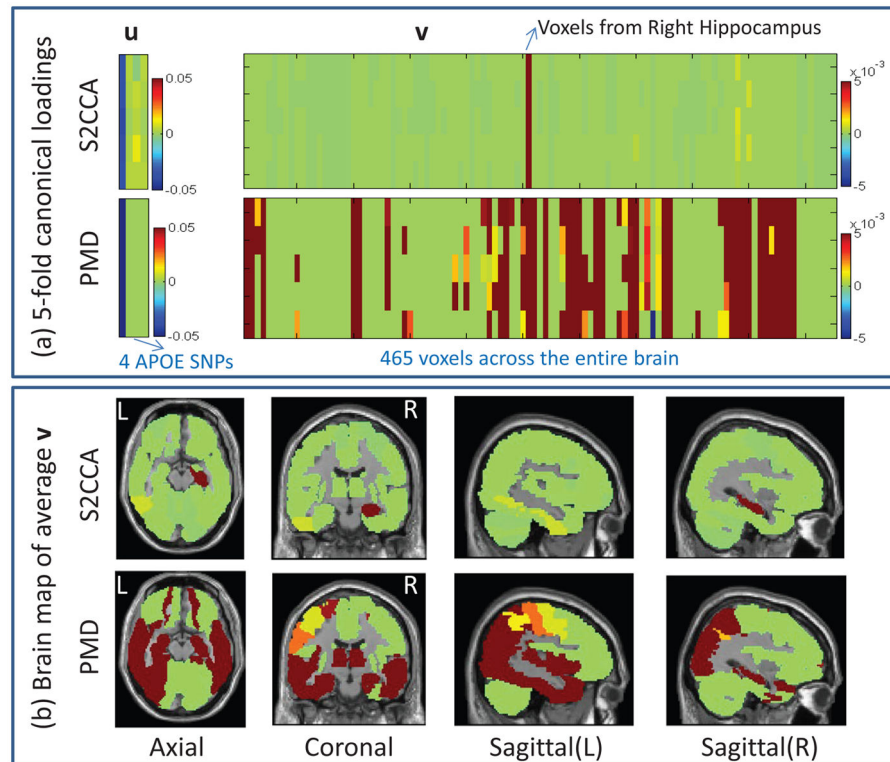 (a) 5-fold canonical loadings
u
v
Voxels from Right Hippocampus
S2CCA
0.05
0
-0.05
x 10-3
5
0
-5
PMD
0.05
0
-0.05
x 10-3
5
0
-5
4 APOE SNPs
465 voxels across the entire brain
(b) Brain map of average v
S2CCA
L
R
PMD
L
R
Axial
Coronal
Sagittal(L)
Sagittal(R)